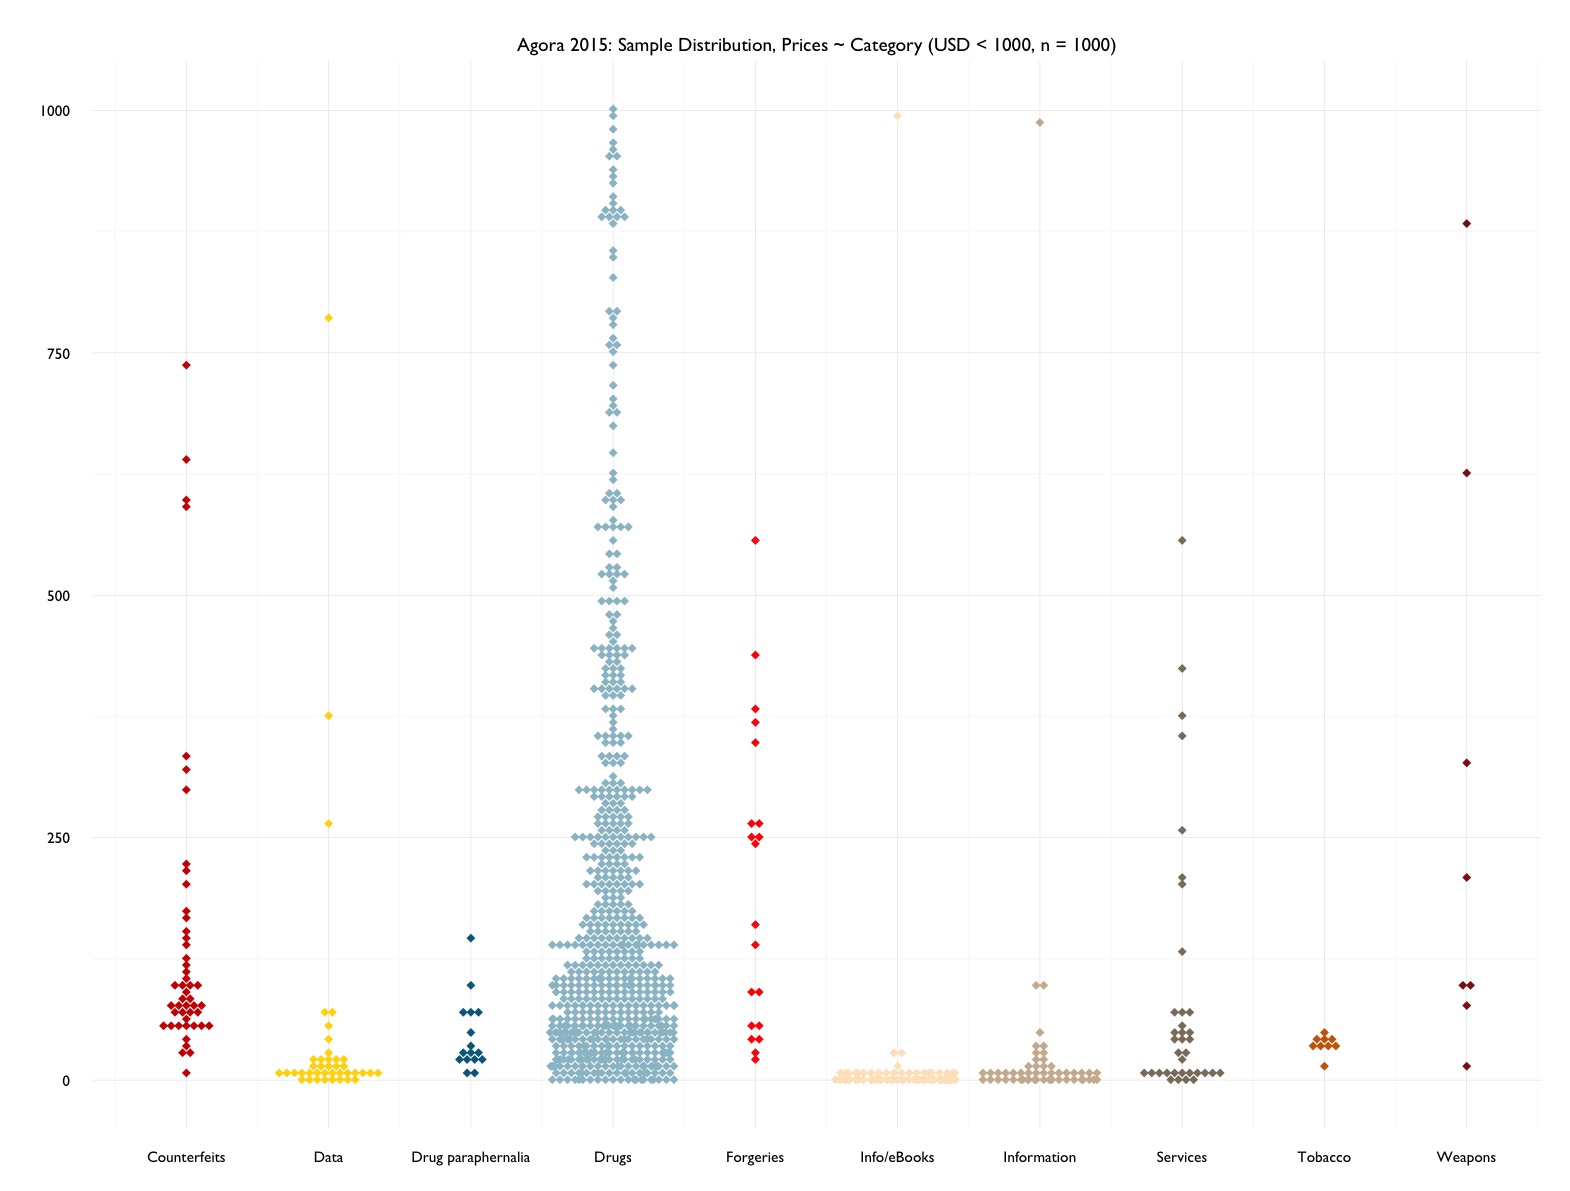 Agora 2015: Sample Distribution, Prices ~ Category (USD < 1000, n = 1000)
1000
750
500
250
0
Counterfeits Data Drug paraphernalia Drugs Forgeries Info/eBooks Information Services Tobacco Weapons